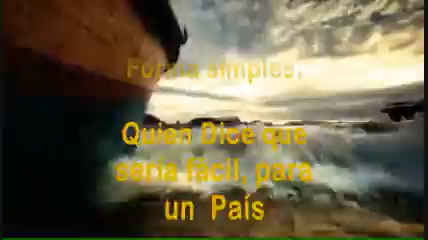 Forma simples.
Quien Dice que
sería fácil, para
un País